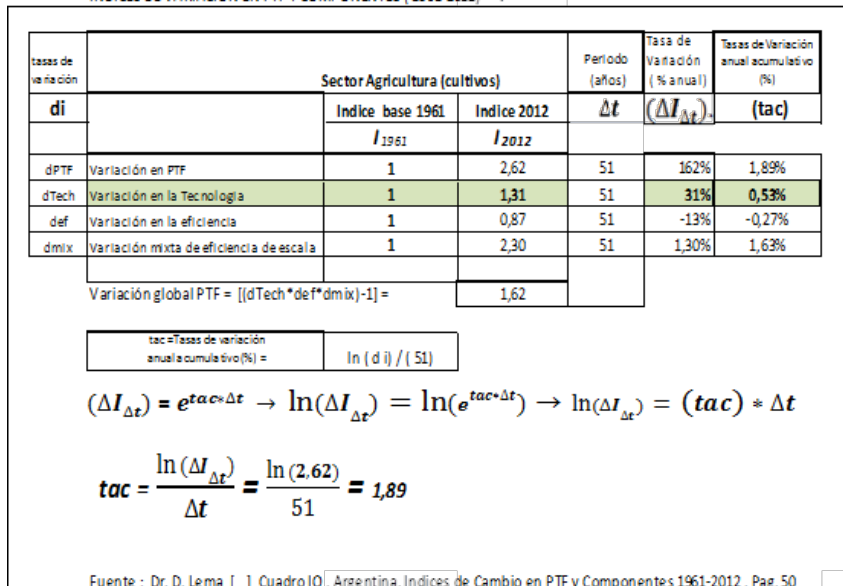 tasas de variación Sector Agricultura (cultivos) Periodo (años) Tasa de Variación (% anual) Tasas de Variación anual acumulativo (%)
di Indice base 1961 Indice 2012 Δt (ΔI_Δt). (tac)
I 1961 I 2012
dPTF Variación en PTF 1 2,62 51 162% 1,89%
dTech Variación en la Tecnologia 1 1,31 51 31% 0,53%
def Variación en la eficiencia 1 0,87 51 -13% -0,27%
dmix Variación mixta de eficiencia de escala 1 2,30 51 1,30% 1,63%
Variación global PTF = [(dTech*def*dmix)-1] = 1,62
tac =Tasas de variación
anual acumulativo(%) = ln ( d i) / ( 51)
(ΔI_Δt) = e^tac*Δt → ln(ΔI_Δt) = ln(e^tac*Δt) → ln(ΔI_Δt) = (tac) * Δt
tac = ln (ΔI_Δt) / Δt = ln (2,62) / 51 = 1,89
Fuente : Dr. D. Lema [ ] Cuadro IO . Argentina. Indices de Cambio en PTF y Componentes 1961-2012 . Pag. 50